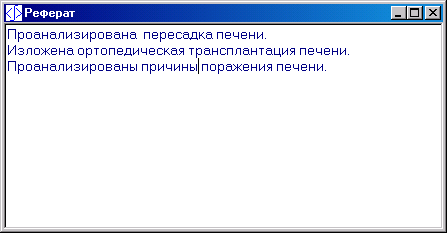 Реферат
Проанализирована  пересадка печени.
Изложена ортопедическая трансплантация печени.
Проанализированы причины поражения печени.